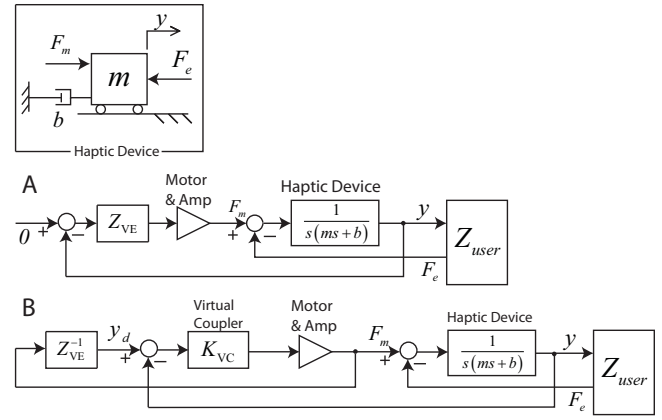 y
F_m
F_e
m
b
Haptic Device
A
Motor
& Amp
Haptic Device
0
+
−
Z_VE
F_m
+
−
1
s(ms+b)
y
Z_user
F_e
B
Virtual
Coupler
Motor
& Amp
Haptic Device
Z_VE^{-1}
y_d
+
−
K_VC
F_m
+
−
1
s(ms+b)
y
Z_user
F_e